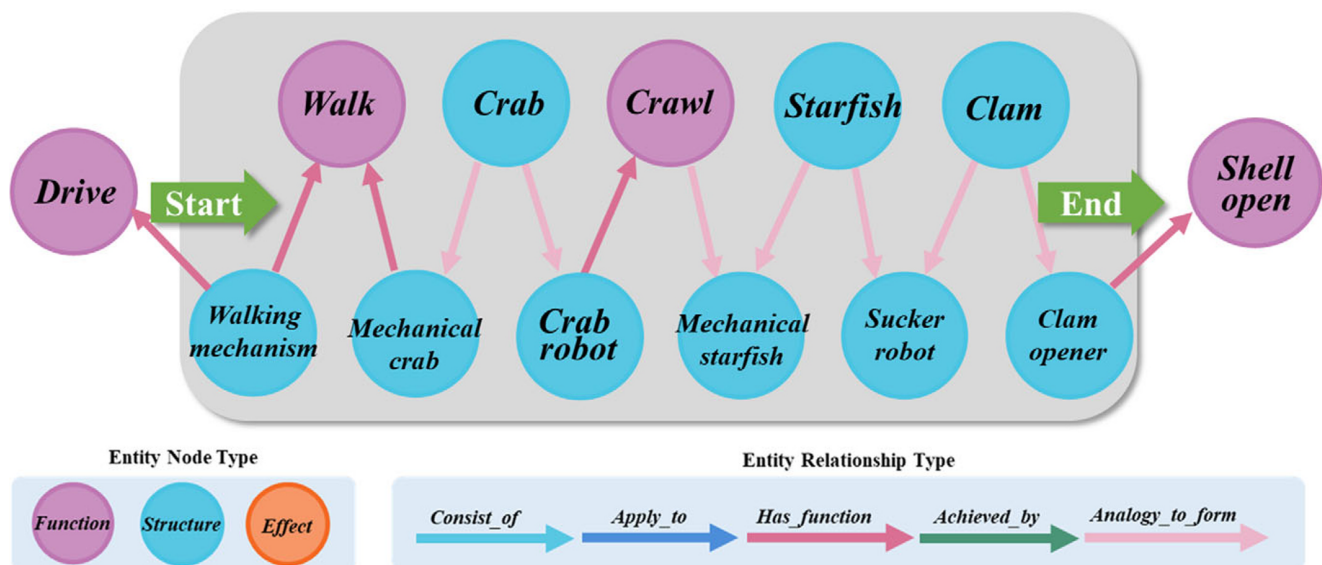 Walk
Crab
Crawl
Starfish
Clam
Drive
Start
End
Shell
open
Walking
mechanism
Mechanical
crab
Crab
robot
Mechanical
starfish
Sucker
robot
Clam
opener
Entity Node Type
Entity Relationship Type
Function
Structure
Effect
Consist_of
Apply_to
Has_function
Achieved_by
Analogy_to_form